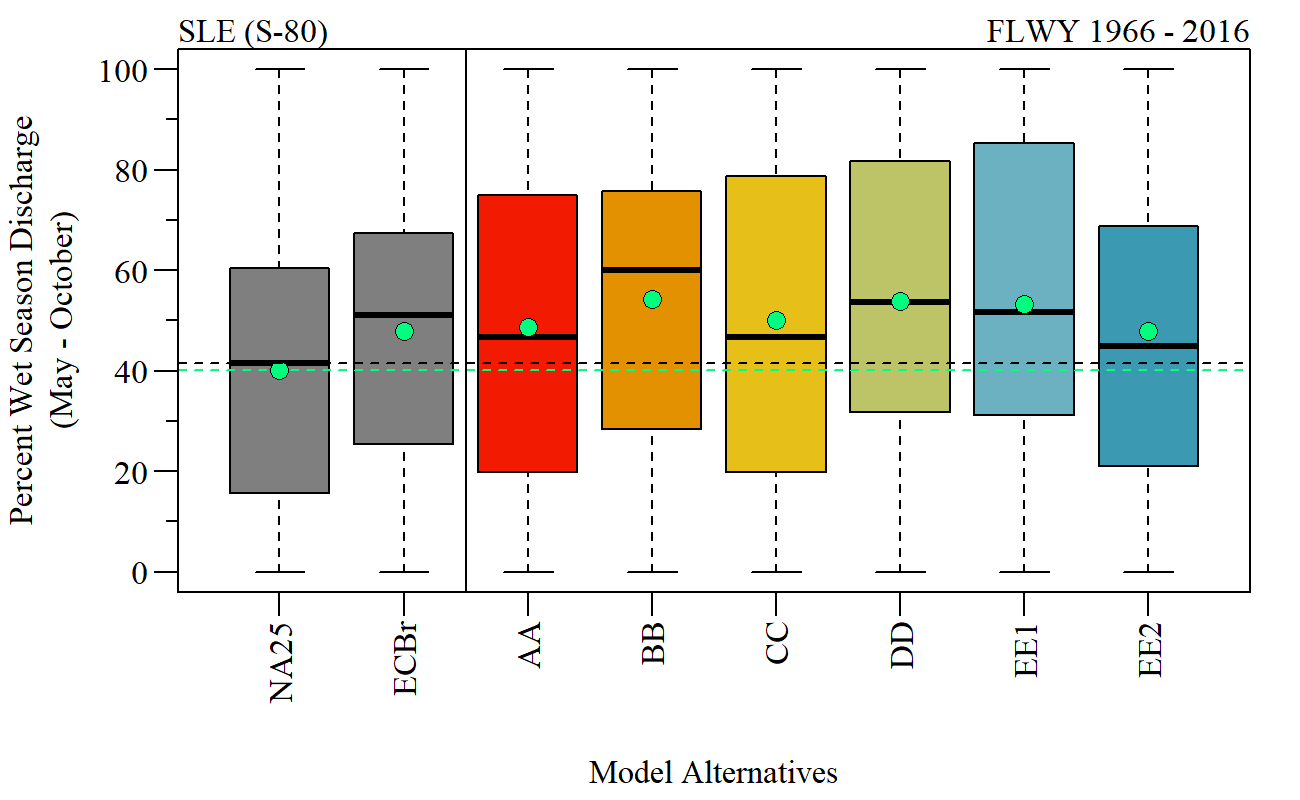 SLE (S-80)
FLWY 1966 - 2016
Percent Wet Season Discharge
(May - October)
100
80
60
40
20
0
NA25
ECBr
AA
BB
CC
DD
EE1
EE2
Model Alternatives